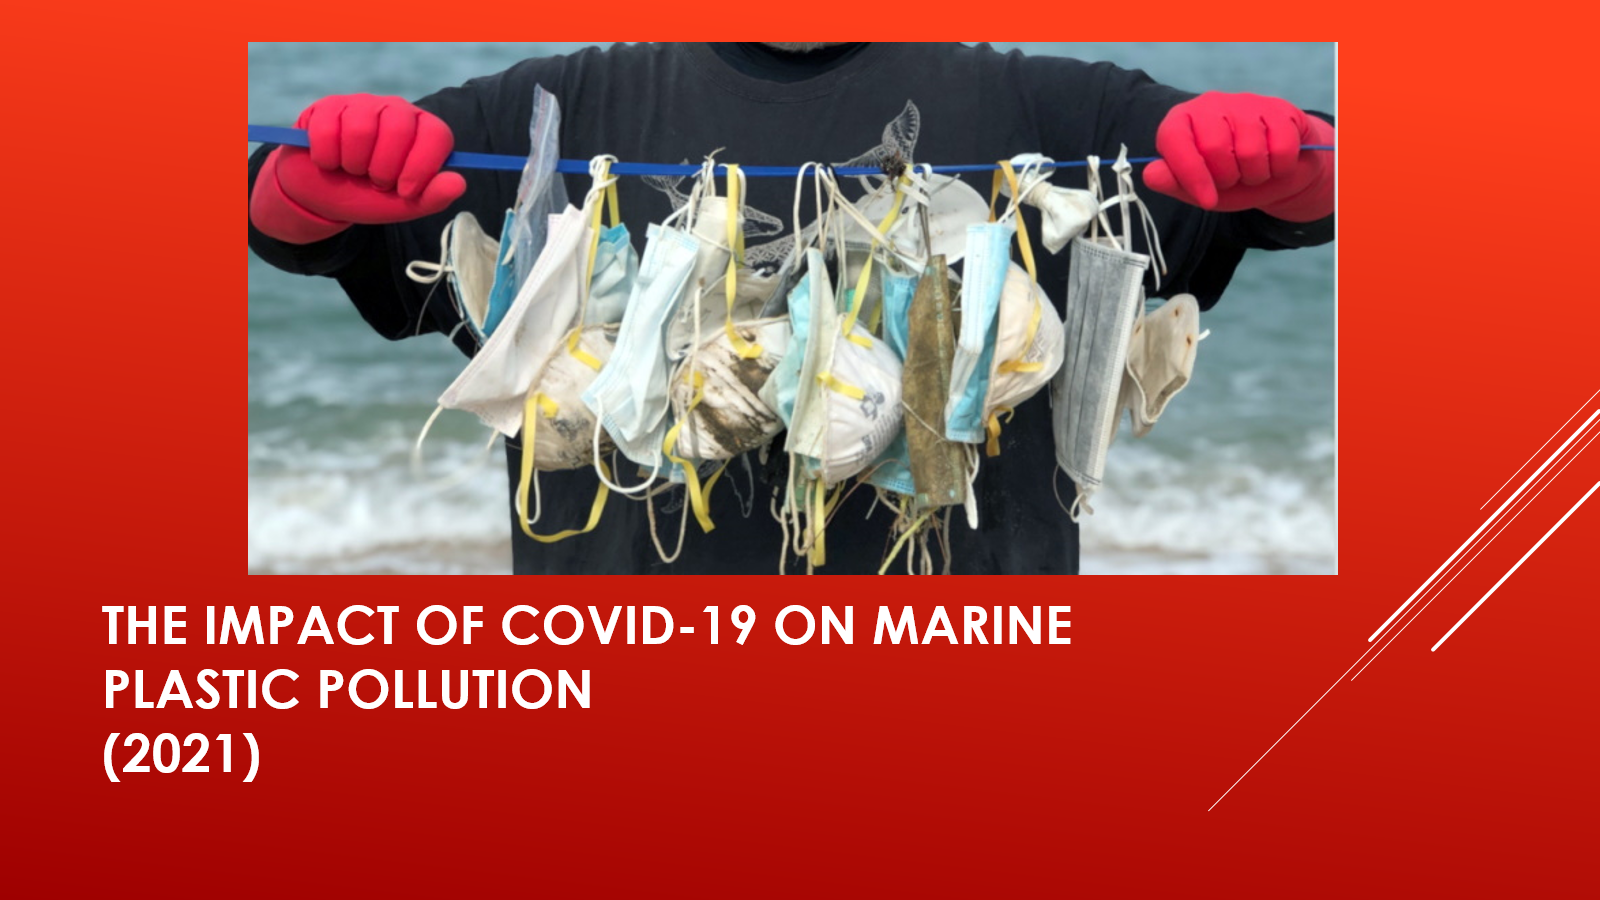 THE IMPACT OF COVID-19 ON MARINE
PLASTIC POLLUTION
(2021)